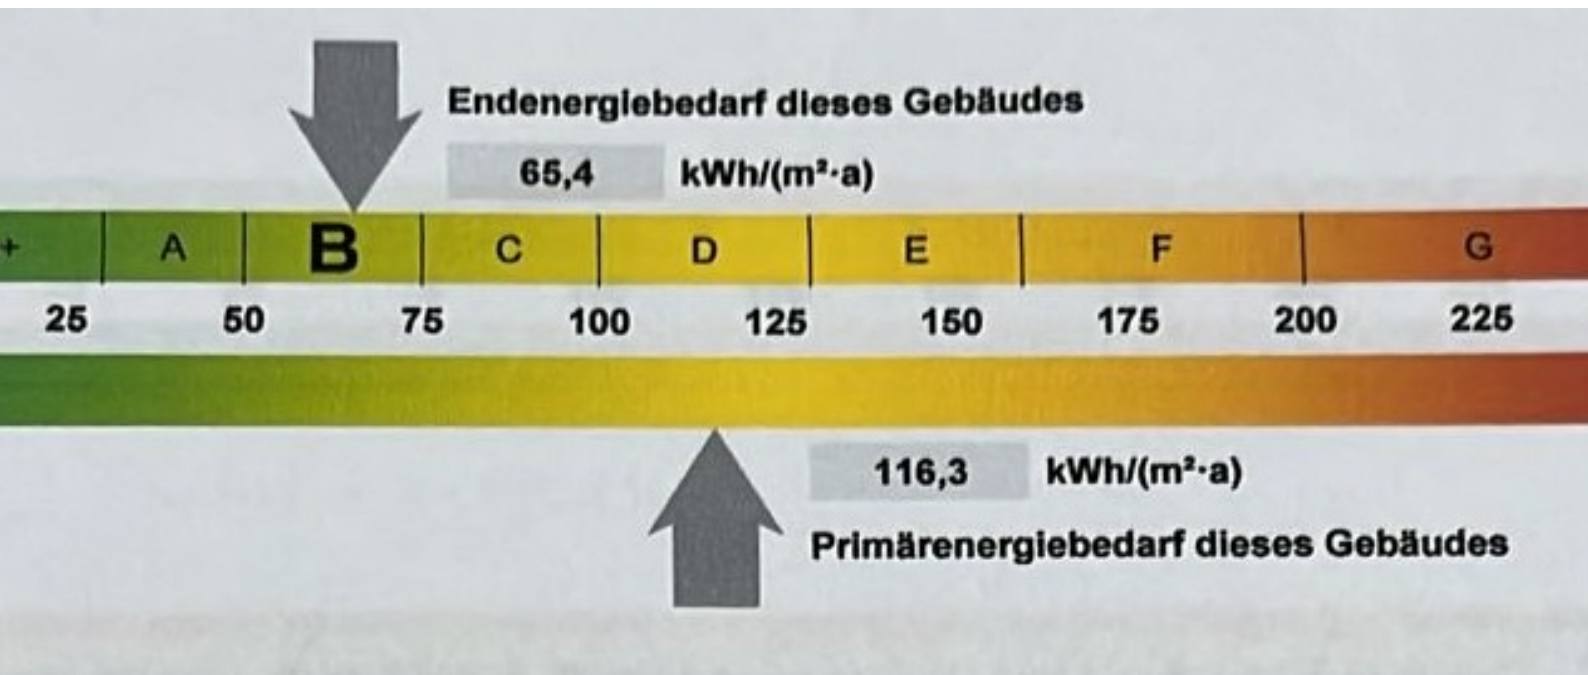 Endenergiebedarf dieses Gebäudes
65,4 kWh/(m²·a)
+ A B C D E F G
25 50 75 100 125 150 175 200 225
116,3 kWh/(m²·a)
Primärenergiebedarf dieses Gebäudes